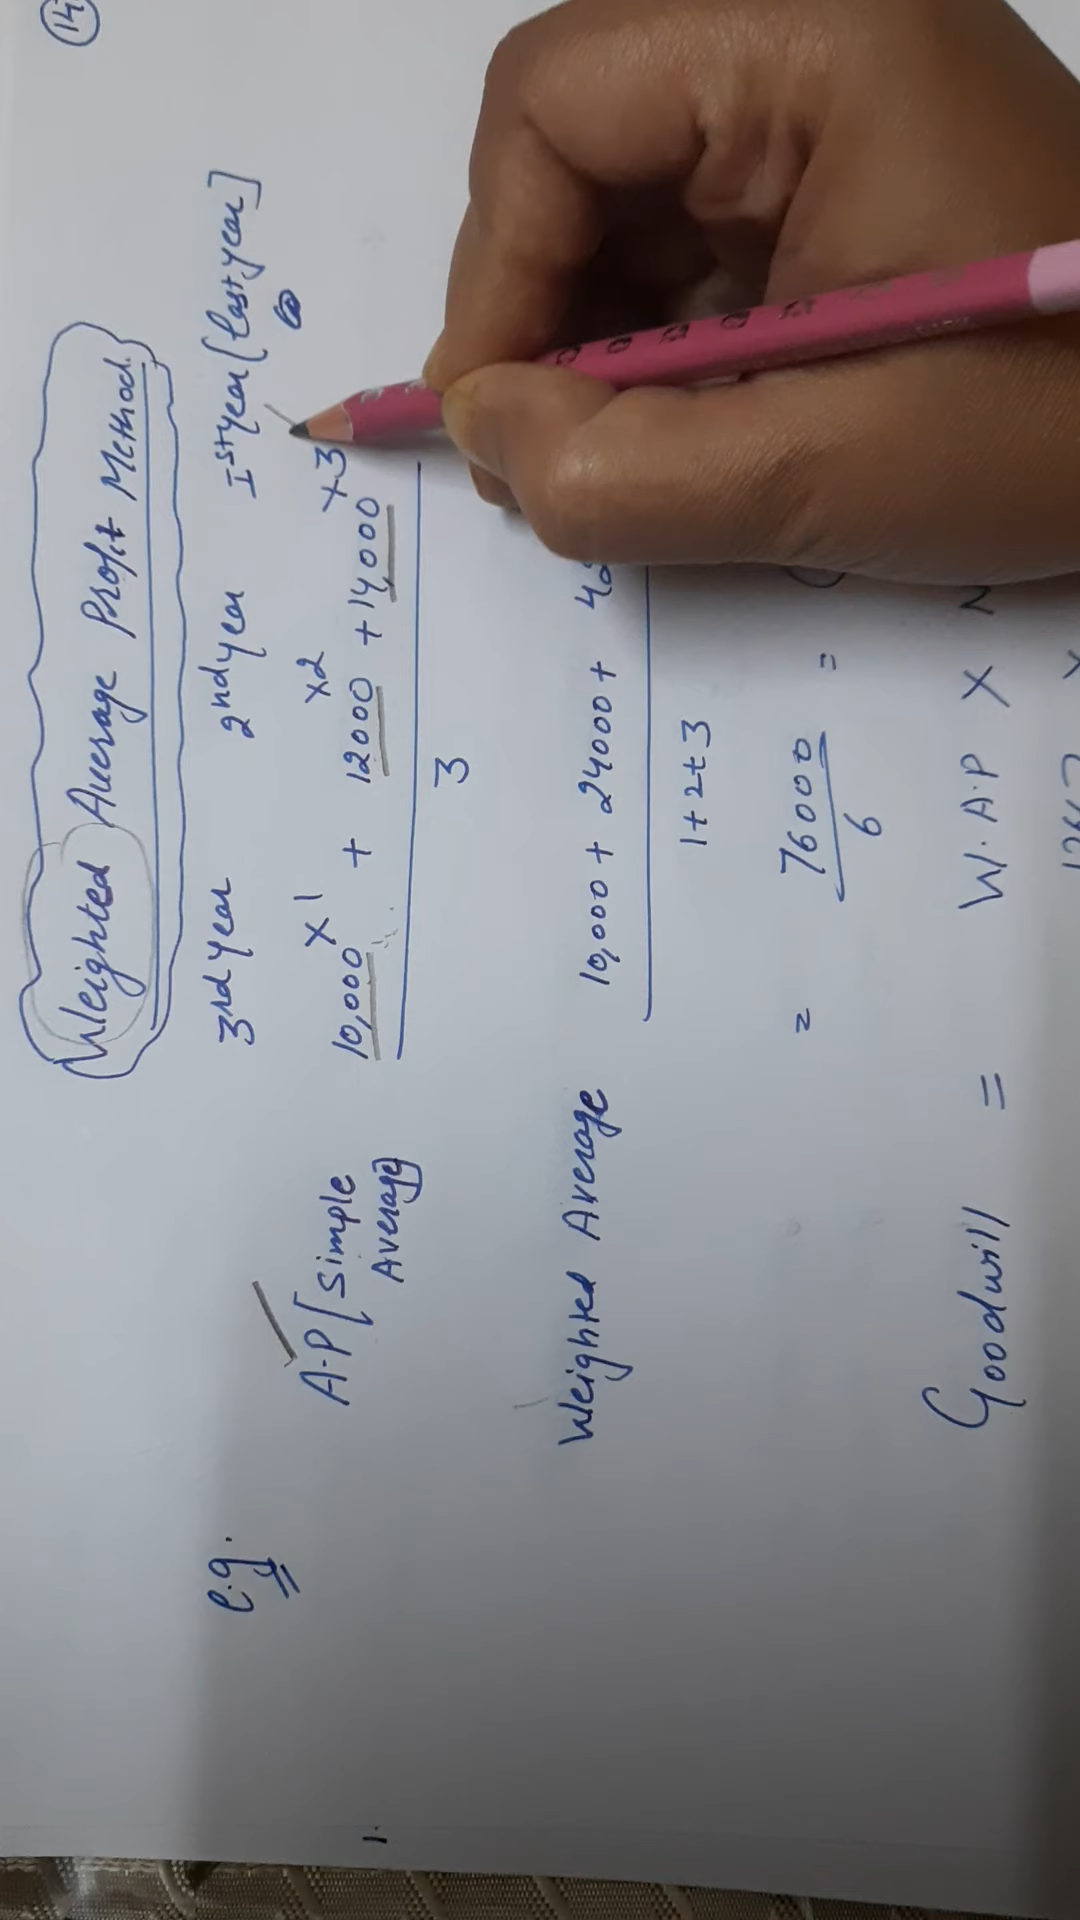 14
Weighted Average Profit Method.
e.g. 3rd year 2nd year Ist year [last year]
x1 x2 x3
A.P [Simple Average] 10,000 + 12000 + 14,000
3
Weighted Average 10,000 + 24000 +
1+2+3
= 76000 =
6
Goodwill = W.A.P X